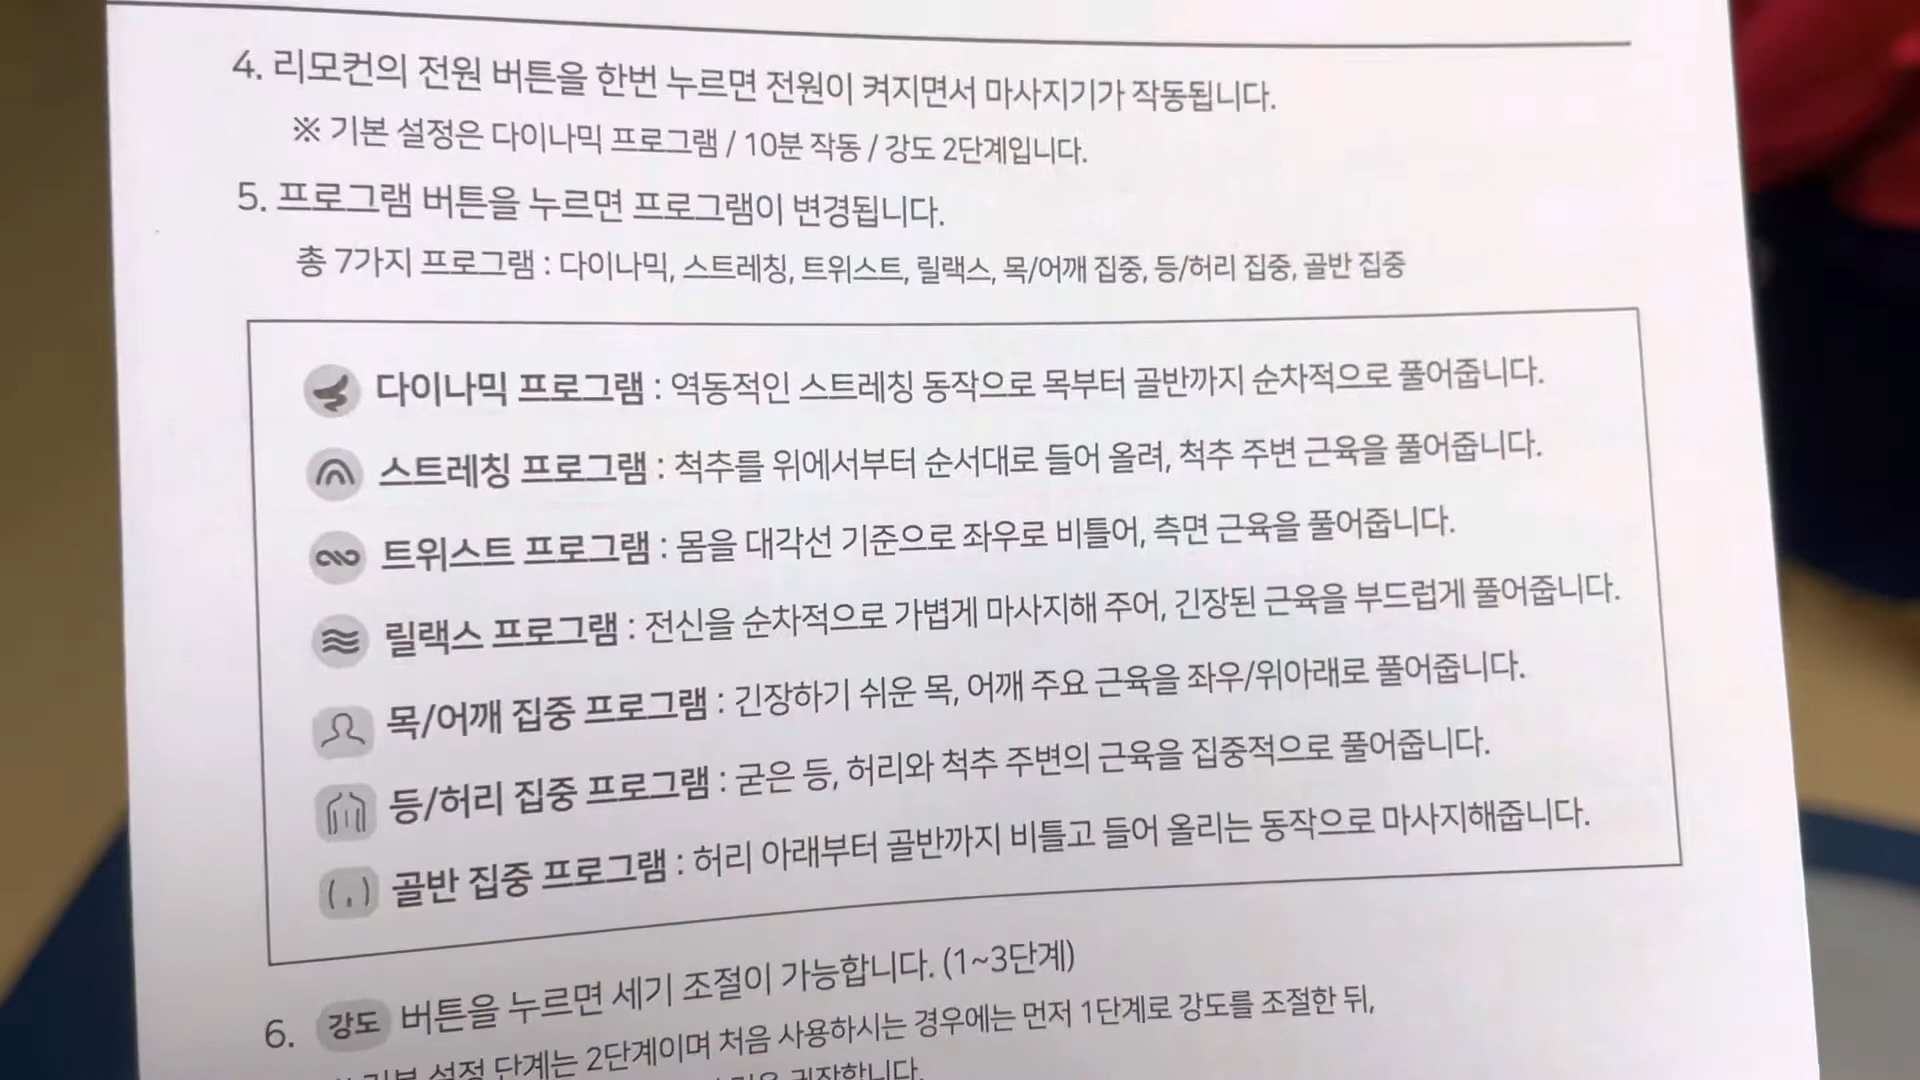 4. 리모컨의 전원 버튼을 한번 누르면 전원이 켜지면서 마사지기가 작동됩니다.
※ 기본 설정은 다이나믹 프로그램 / 10분 작동 / 강도 2단계입니다.
5. 프로그램 버튼을 누르면 프로그램이 변경됩니다.
총 7가지 프로그램 : 다이나믹, 스트레칭, 트위스트, 릴랙스, 목/어깨 집중, 등/허리 집중, 골반 집중
다이나믹 프로그램 : 역동적인 스트레칭 동작으로 목부터 골반까지 순차적으로 풀어줍니다.
스트레칭 프로그램 : 척추를 위에서부터 순서대로 들어 올려, 척추 주변 근육을 풀어줍니다.
트위스트 프로그램 : 몸을 대각선 기준으로 좌우로 비틀어, 측면 근육을 풀어줍니다.
릴랙스 프로그램 : 전신을 순차적으로 가볍게 마사지해 주어, 긴장된 근육을 부드럽게 풀어줍니다.
목/어깨 집중 프로그램 : 긴장하기 쉬운 목, 어깨 주요 근육을 좌우/위아래로 풀어줍니다.
등/허리 집중 프로그램 : 굳은 등, 허리와 척추 주변의 근육을 집중적으로 풀어줍니다.
골반 집중 프로그램 : 허리 아래부터 골반까지 비틀고 들어 올리는 동작으로 마사지해줍니다.
6. 강도 버튼을 누르면 세기 조절이 가능합니다. (1~3단계)
설정 단계는 2단계이며 처음 사용하시는 경우에는 먼저 1단계로 강도를 조절한 뒤,
권장합니다.